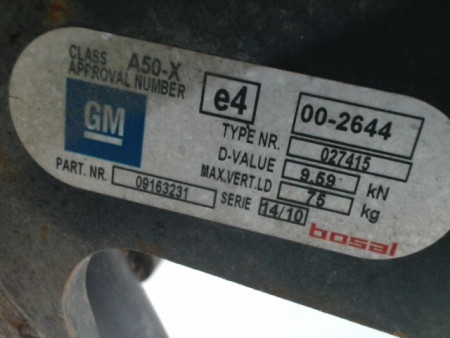 CLASS A50-X
APPROVAL NUMBER e4 00-2644
GM
TYPE NR. 027415
D-VALUE 9.59 kN
MAX.VERT.LD 75 kg
PART. NR. 09163231 SERIE 14/10
bosal